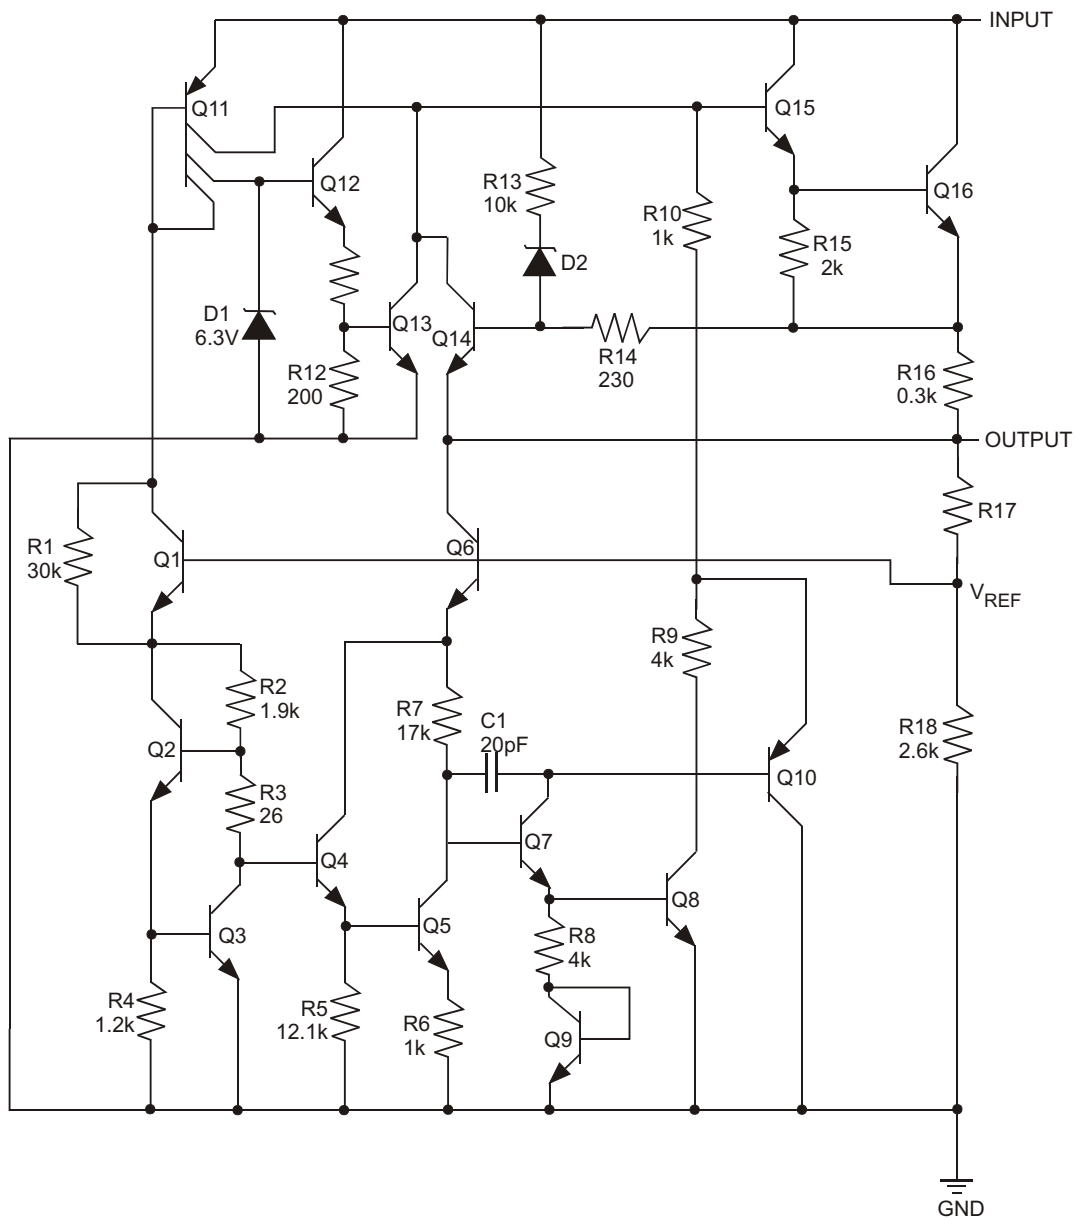 INPUT
Q11
Q15
Q12
R13
10k
Q16
R10
1k
R15
2k
D2
D1
6.3V
Q13
Q14
R12
200
R14
230
R16
0.3k
OUTPUT
R17
R1
30k
Q1
Q6
VREF
R9
4k
R2
1.9k
R7
17k
C1
20pF
R18
2.6k
Q2
Q10
R3
26
Q7
Q4
Q8
Q3
Q5
R8
4k
R4
1.2k
R5
12.1k
R6
1k
Q9
GND